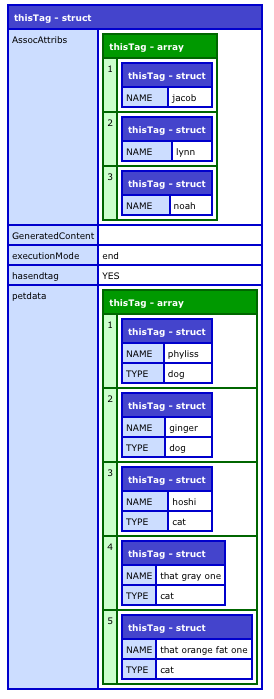 thisTag - struct
AssocAttribs
thisTag - array
1
thisTag - struct
NAME jacob
2
thisTag - struct
NAME lynn
3
thisTag - struct
NAME noah
GeneratedContent
executionMode end
hasendtag YES
petdata
thisTag - array
1
thisTag - struct
NAME phyliss
TYPE dog
2
thisTag - struct
NAME ginger
TYPE dog
3
thisTag - struct
NAME hoshi
TYPE cat
4
thisTag - struct
NAME that gray one
TYPE cat
5
thisTag - struct
NAME that orange fat one
TYPE cat